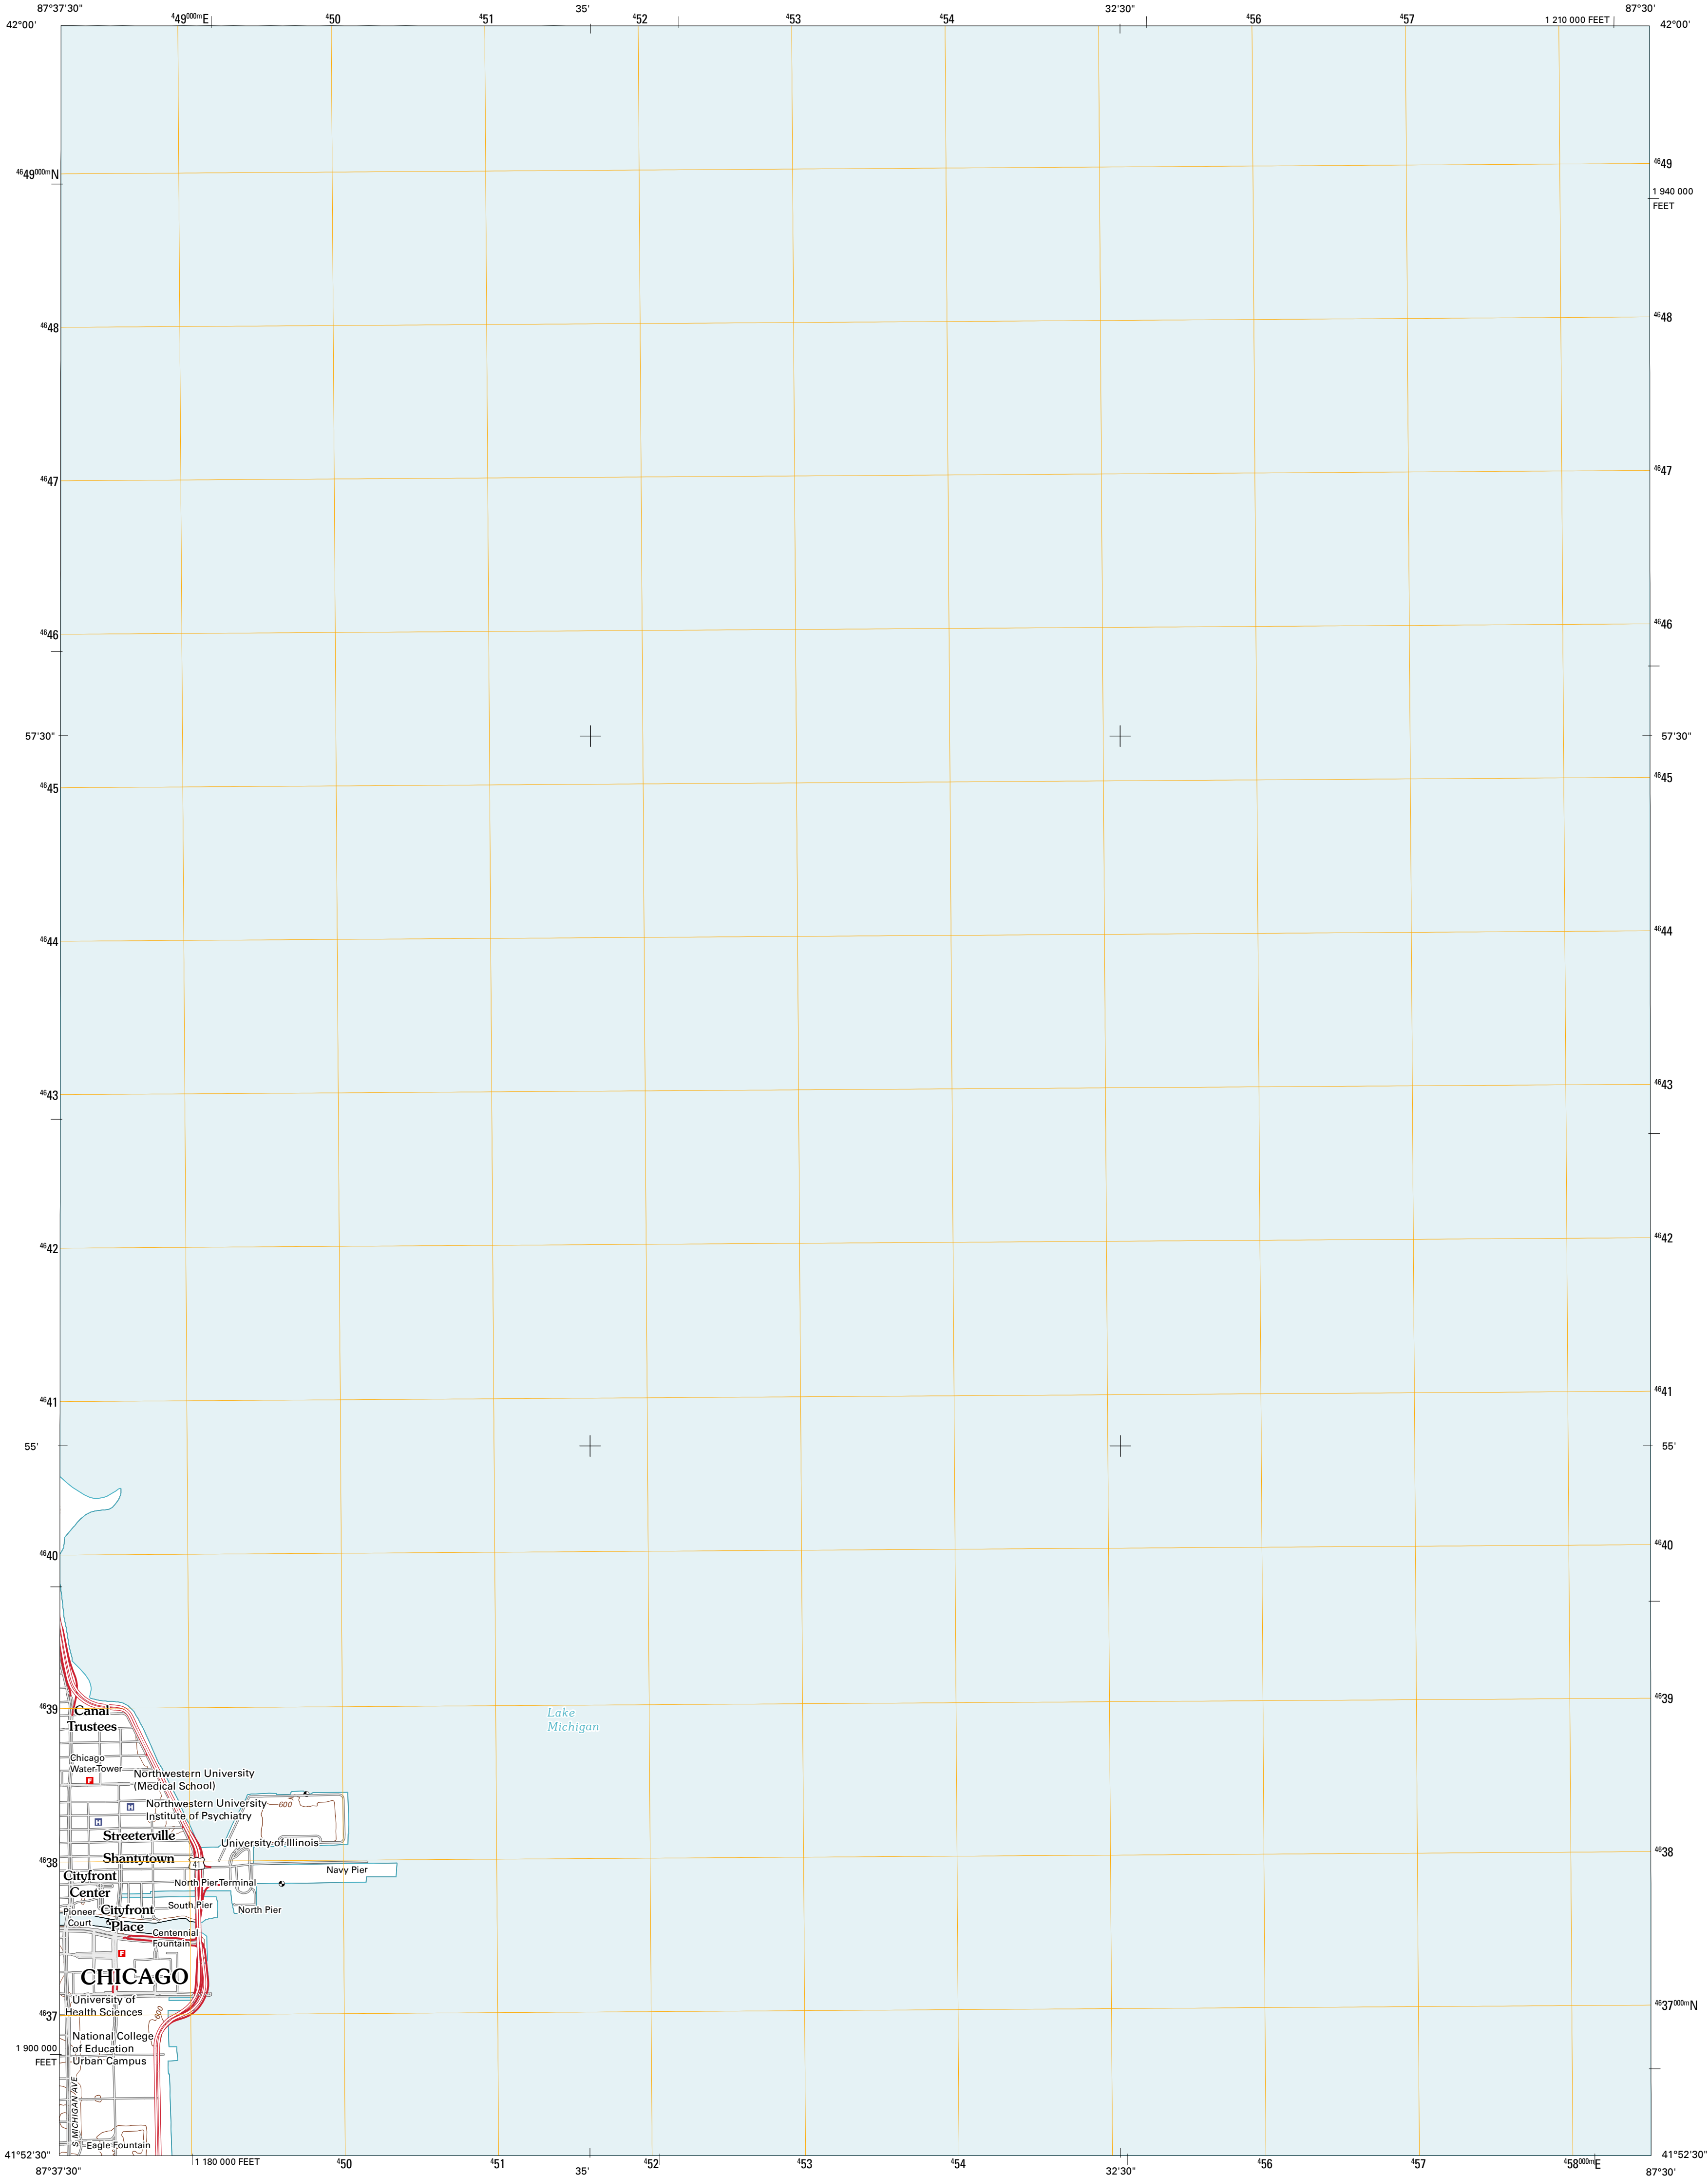 87°37'30"
⁴49⁰⁰⁰ᵐE
⁴50
⁴51
35'
⁴52
⁴53
⁴54
32'30"
⁴56
⁴57
1 210 000 FEET
87°30'
42°00'
42°00'
⁴⁶49⁰⁰⁰ᵐN
⁴⁶49
1 940 000
FEET
⁴⁶48
⁴⁶48
⁴⁶47
⁴⁶47
⁴⁶46
⁴⁶46
57'30"
57'30"
⁴⁶45
⁴⁶45
⁴⁶44
⁴⁶44
⁴⁶43
⁴⁶43
⁴⁶42
⁴⁶42
⁴⁶41
⁴⁶41
55'
55'
⁴⁶40
⁴⁶40
⁴⁶39
⁴⁶39
Canal
Trustees
Lake
Michigan
Chicago
Water Tower
F
Northwestern University
(Medical School)
H
Northwestern University
Institute of Psychiatry
600
H
Streeterville
University of Illinois
⁴⁶38
⁴⁶38
Shantytown
41
Navy Pier
Cityfront
Center
North Pier Terminal
South Pier
North Pier
Pioneer
Court
Cityfront
Place
Centennial
Fountain
F
CHICAGO
University of
Health Sciences
600
⁴⁶37
⁴⁶37⁰⁰⁰ᵐN
National College
of Education
Urban Campus
1 900 000
FEET
S MICHIGAN AVE
Eagle Fountain
41°52'30"
41°52'30"
87°37'30"
1 180 000 FEET
⁴50
⁴51
35'
⁴52
⁴53
⁴54
32'30"
⁴56
⁴57
⁴58⁰⁰⁰ᵐE
87°30'